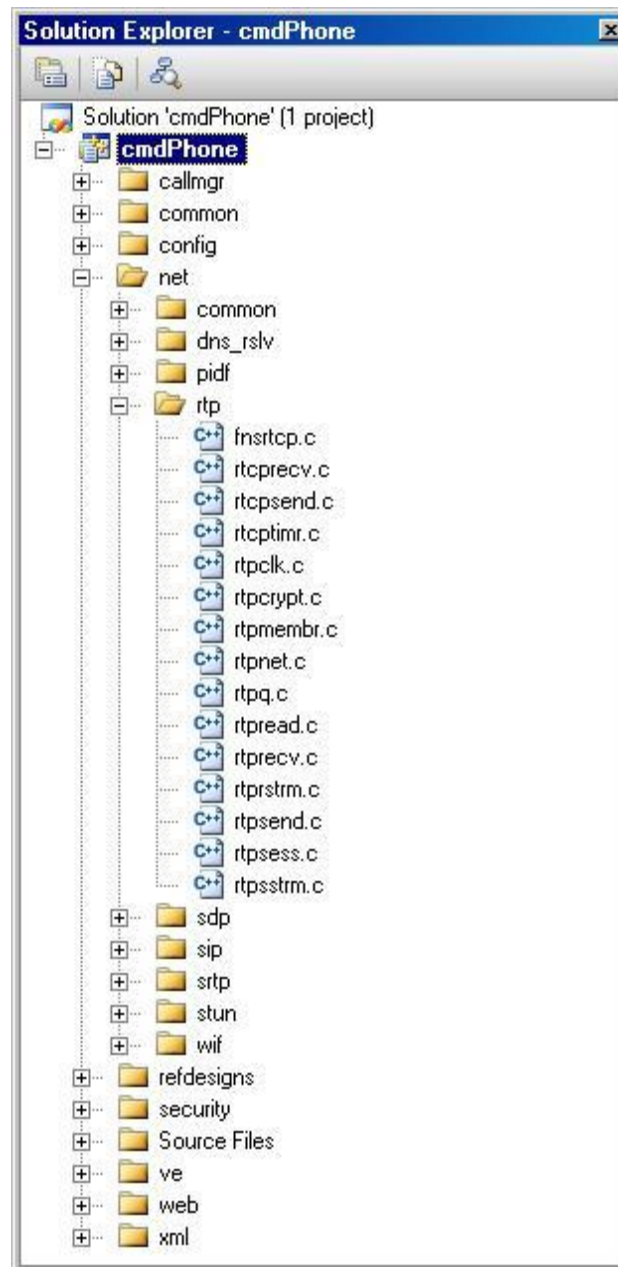 Solution Explorer - cmdPhone
Solution 'cmdPhone' (1 project)
cmdPhone
callmgr
common
config
net
common
dns_rslv
pidf
rtp
fnsrtcp.c
rtcprecv.c
rtcpsend.c
rtcptimr.c
rtpclk.c
rtpcrypt.c
rtpmembr.c
rtpnet.c
rtpq.c
rtpread.c
rtprecv.c
rtprstrm.c
rtpsend.c
rtpsess.c
rtpsstrm.c
sdp
sip
srtp
stun
wif
refdesigns
security
Source Files
ve
web
xml